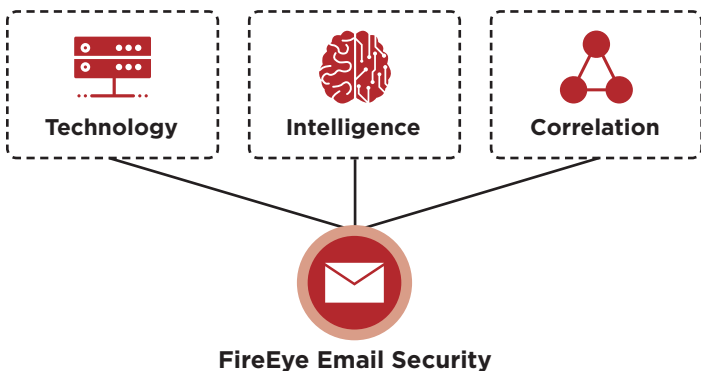 Technology
Intelligence
Correlation
FireEye Email Security